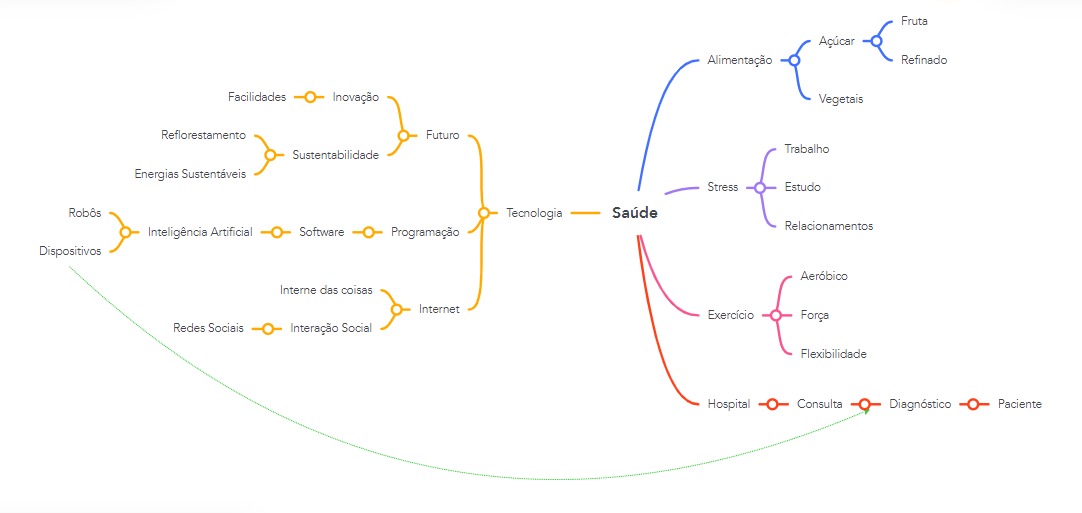 Fruta
Açúcar
Alimentação
Refinado
Facilidades
Inovação
Vegetais
Reflorestamento
Futuro
Trabalho
Sustentabilidade
Energias Sustentáveis
Stress
Estudo
Robôs
Tecnologia
Saúde
Relacionamentos
Inteligência Artificial
Software
Programação
Dispositivos
Aeróbico
Interne das coisas
Internet
Exercício
Força
Redes Sociais
Interação Social
Flexibilidade
Hospital
Consulta
Diagnóstico
Paciente